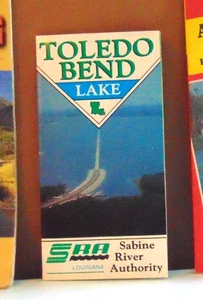 TOLEDO
BEND
LAKE
SRA
LOUISIANA
Sabine
River
Authority